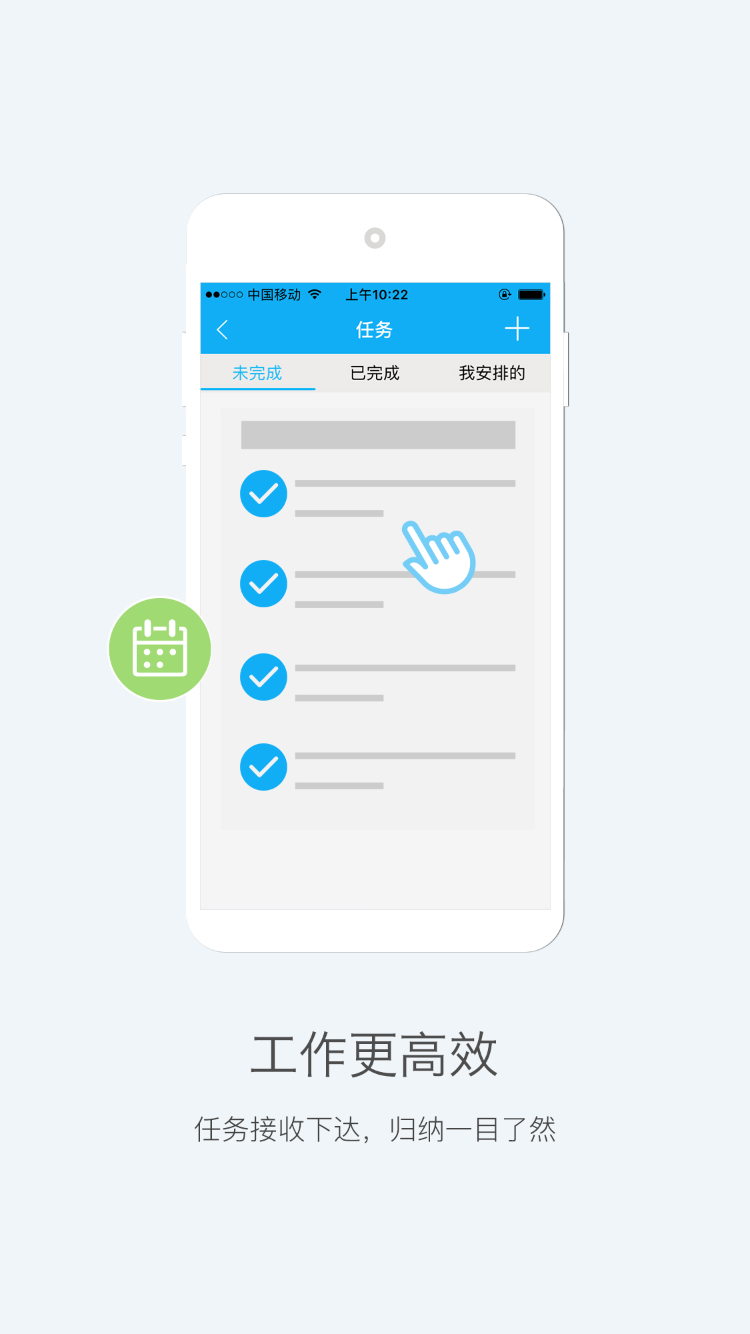 中国移动 上午10:22
任务
未完成 已完成 我安排的
工作更高效
任务接收下达，归纳一目了然